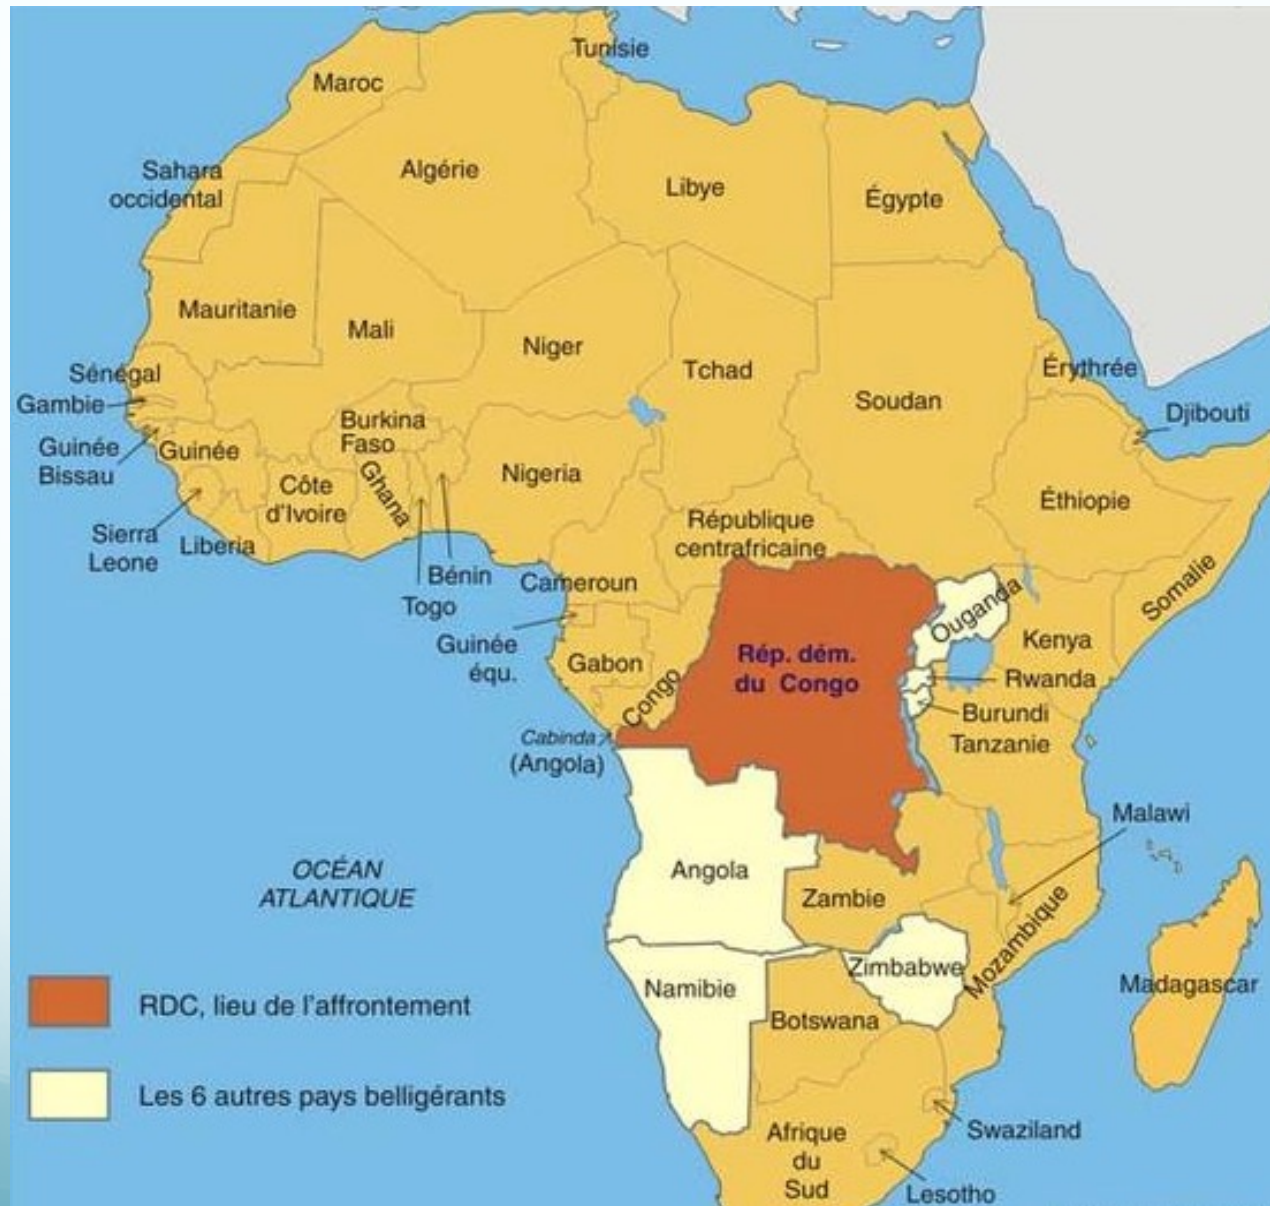 Tunisie
Maroc
Algérie
Libye
Égypte
Sahara
occidental
Mauritanie
Mali
Niger
Tchad
Soudan
Érythrée
Sénégal
Gambie
Djibouti
Burkina
Faso
Guinée
Bissau
Guinée
Nigeria
Ghana
Côte
d'Ivoire
Éthiopie
République
centrafricaine
Sierra
Leone
Liberia
Bénin
Togo
Cameroun
Somalie
Ouganda
Guinée
équ.
Gabon
Congo
Rép. dém.
du Congo
Kenya
Rwanda
Burundi
Tanzanie
Cabinda
(Angola)
Malawi
OCÉAN
ATLANTIQUE
Angola
Zambie
Mozambique
Zimbabwe
Madagascar
Namibie
Botswana
RDC, lieu de l'affrontement
Les 6 autres pays belligérants
Afrique
du
Sud
Swaziland
Lesotho